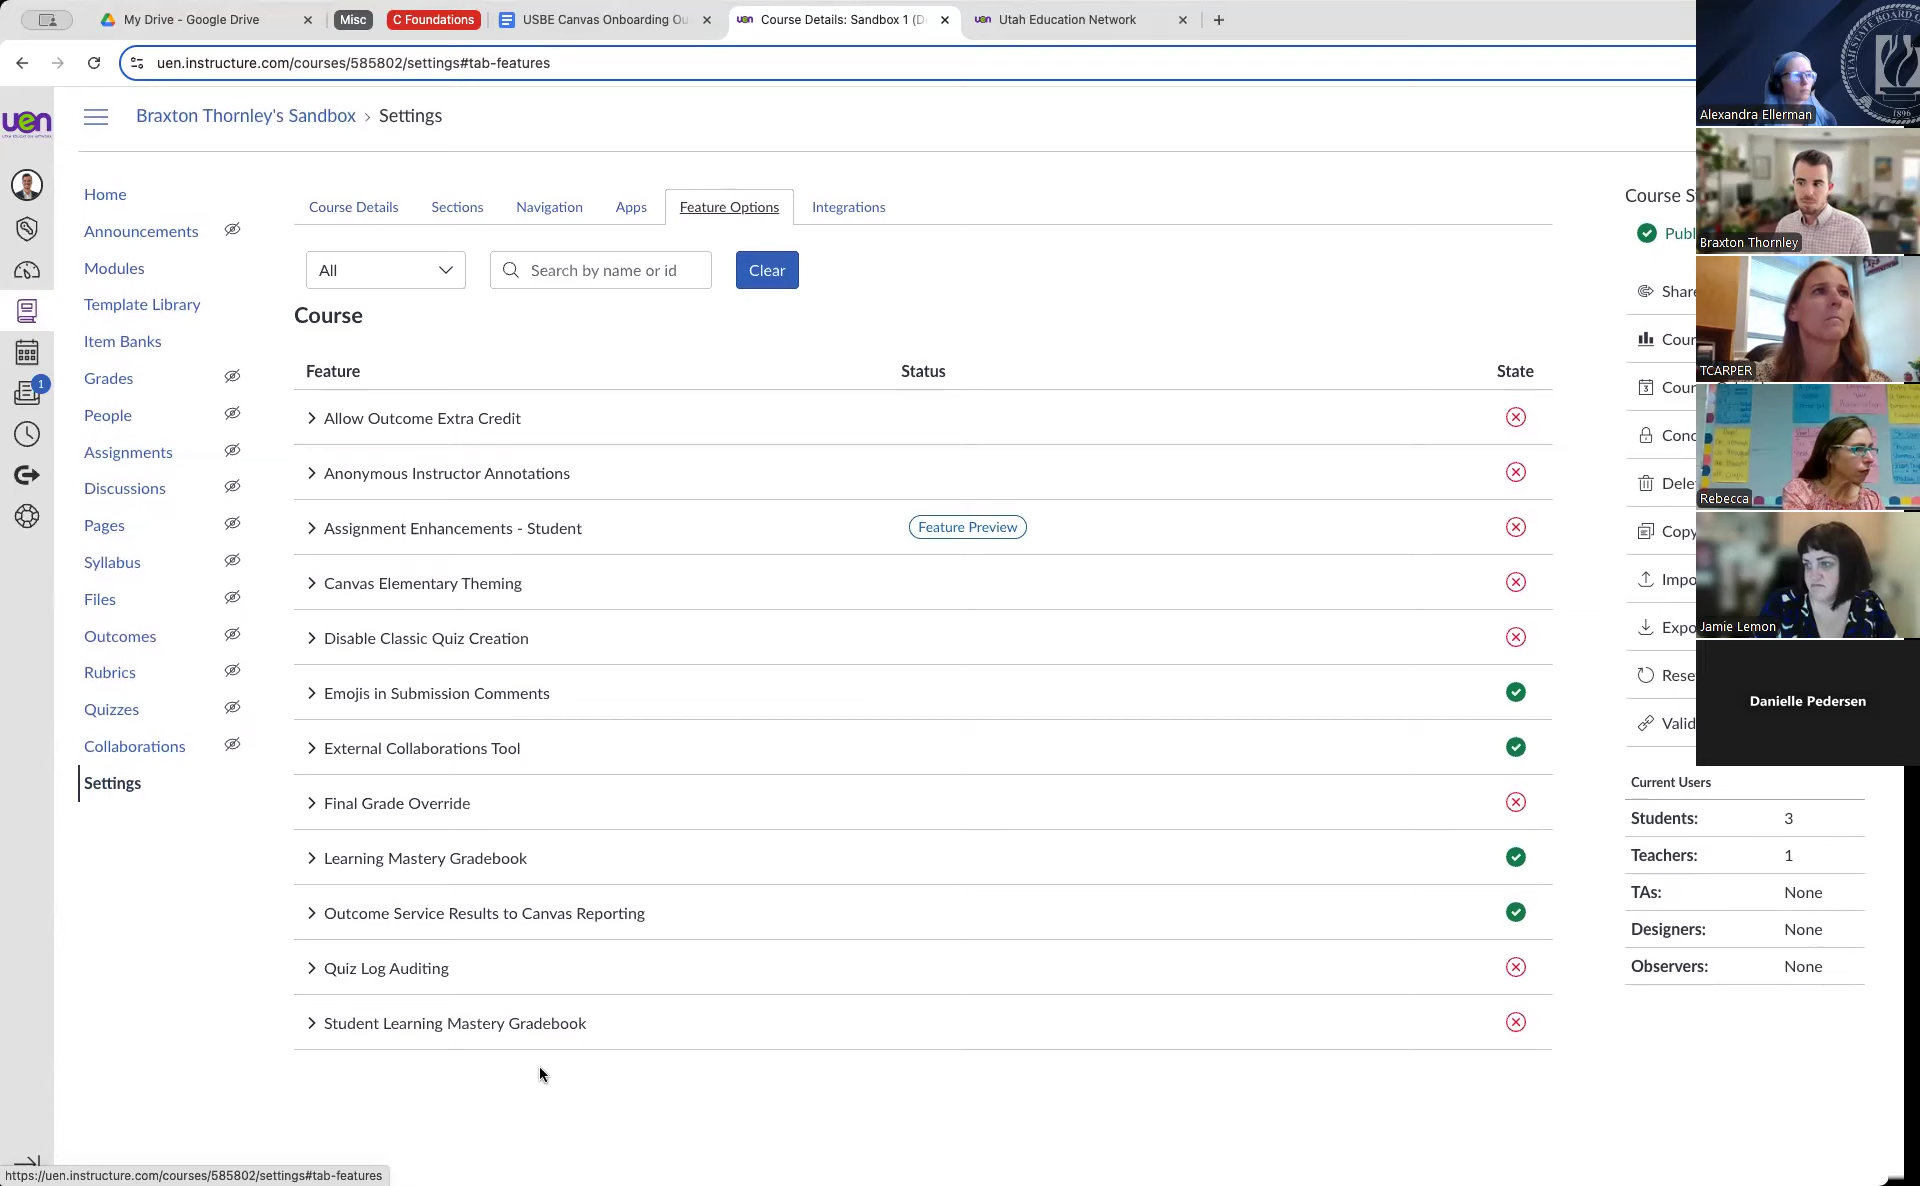 My Drive - Google Drive
Misc
C Foundations
USBE Canvas Onboarding Ou
uen Course Details: Sandbox 1 (D
uen Utah Education Network
uen.instructure.com/courses/585802/settings#tab-features
uen
Braxton Thornley's Sandbox › Settings
1
Home
Announcements
Modules
Template Library
Item Banks
Grades
People
Assignments
Discussions
Pages
Syllabus
Files
Outcomes
Rubrics
Quizzes
Collaborations
Settings
Course Details
Sections
Navigation
Apps
Feature Options
Integrations
All
Search by name or id
Clear
Course
Feature Status State
Allow Outcome Extra Credit
Anonymous Instructor Annotations
Assignment Enhancements - Student Feature Preview
Canvas Elementary Theming
Disable Classic Quiz Creation
Emojis in Submission Comments
External Collaborations Tool
Final Grade Override
Learning Mastery Gradebook
Outcome Service Results to Canvas Reporting
Quiz Log Auditing
Student Learning Mastery Gradebook
Course S
Publ
Share
Cour
Cour
Conc
Dele
Copy
Impo
Expo
Rese
Valid
Current Users
Students: 3
Teachers: 1
TAs: None
Designers: None
Observers: None
1896
Alexandra Ellerman
Braxton Thornley
TCARPER
Rebecca
Jamie Lemon
Danielle Pedersen
https://uen.instructure.com/courses/585802/settings#tab-features